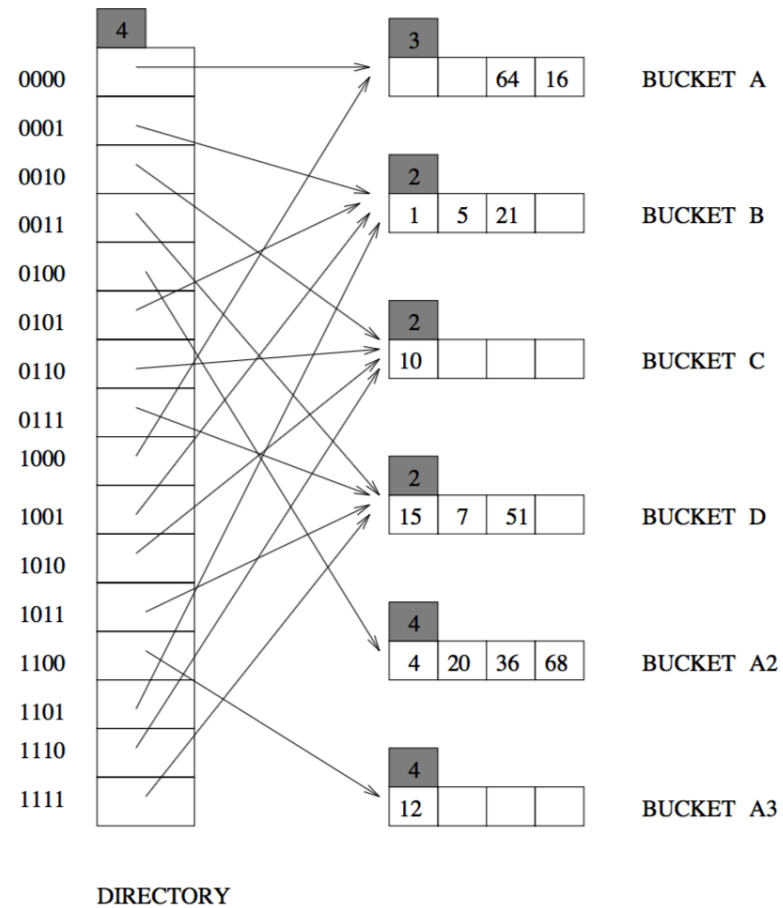 4
3
0000
64 16
BUCKET A
0001
2
0010
0011
1 5 21
BUCKET B
0100
0101
2
0110
10
BUCKET C
0111
1000
2
1001
15 7 51
BUCKET D
1010
1011
4
1100
4 20 36 68
BUCKET A2
1101
1110
4
1111
12
BUCKET A3
DIRECTORY